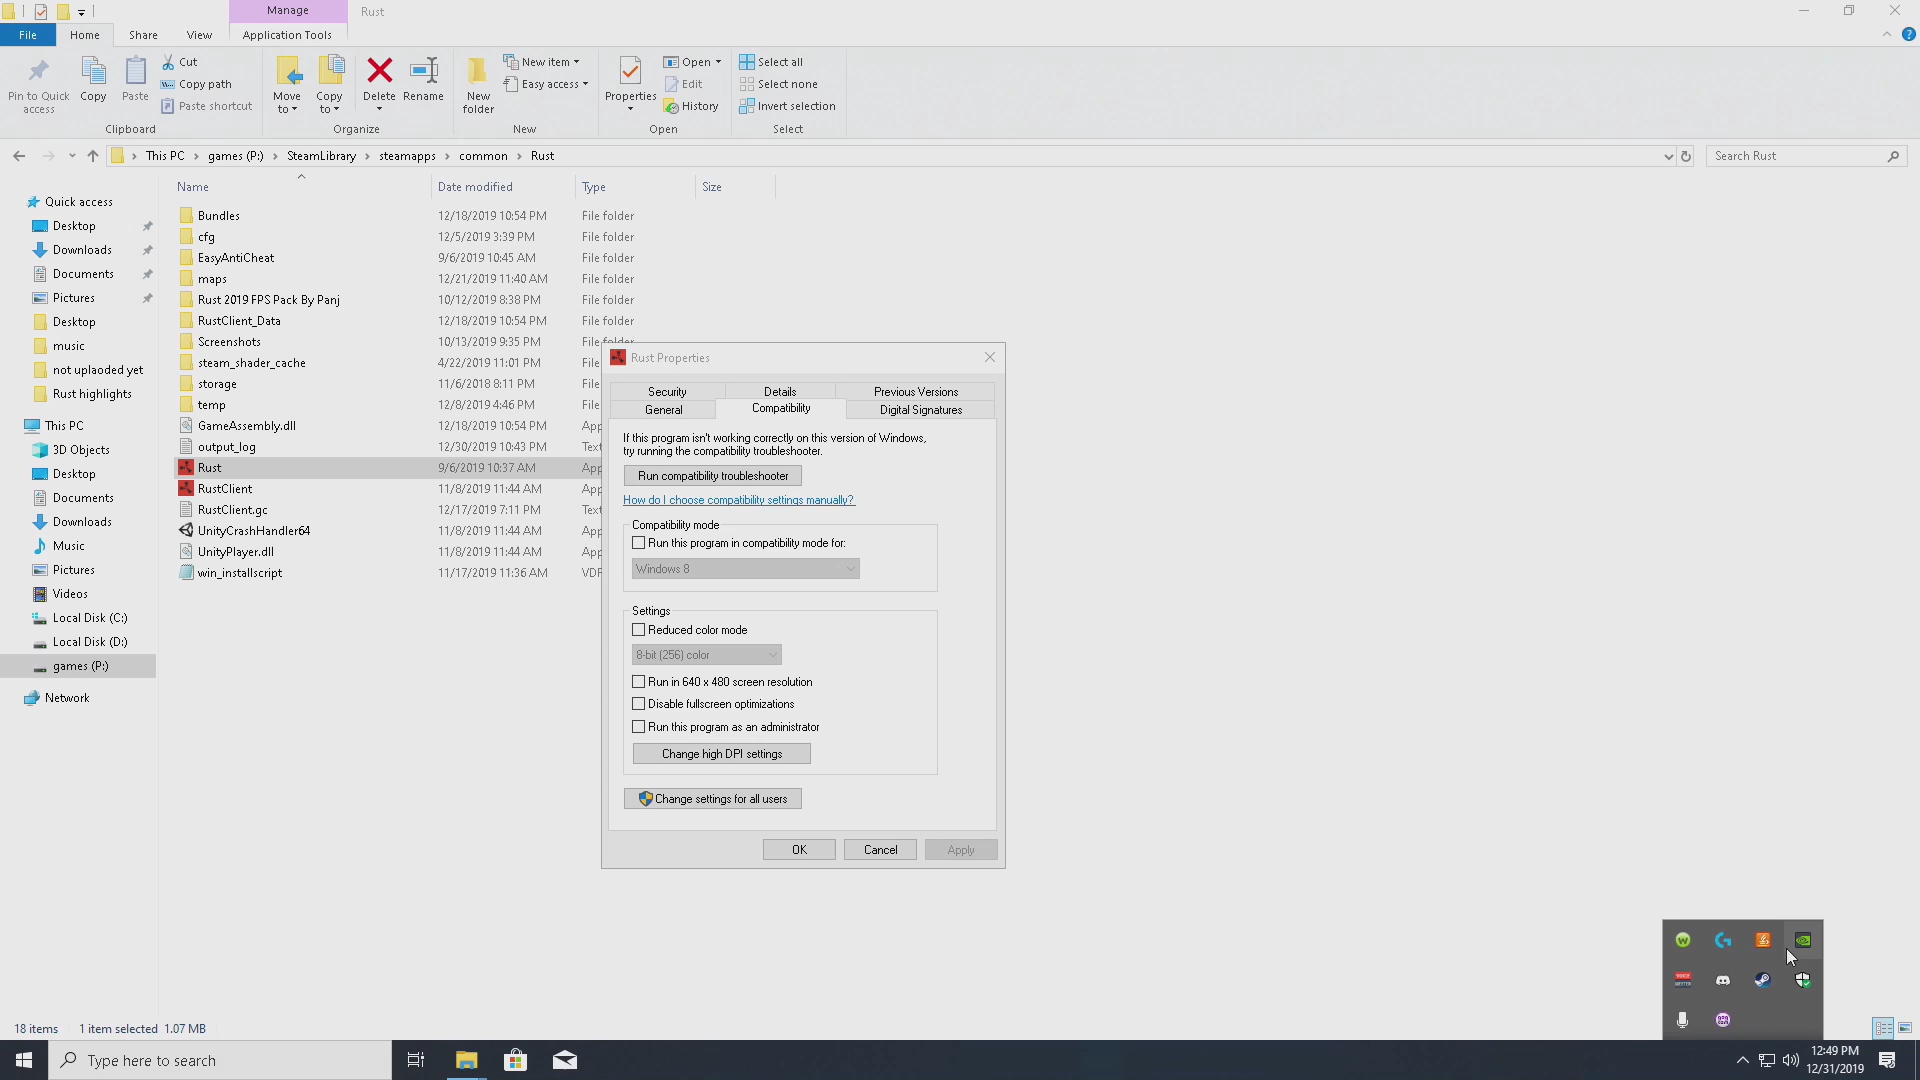 Manage
Rust
File
Home
Share
View
Application Tools
Pin to Quick access
Copy
Paste
Cut
Copy path
Paste shortcut
Clipboard
Move to
Copy to
Delete
Rename
Organize
New folder
New item
Easy access
New
Properties
Open
Edit
History
Open
Select all
Select none
Invert selection
Select
This PC > games (P:) > SteamLibrary > steamapps > common > Rust
Search Rust
Name Date modified Type Size
Quick access
Desktop
Downloads
Documents
Pictures
Desktop
music
not uplaoded yet
Rust highlights
This PC
3D Objects
Desktop
Documents
Downloads
Music
Pictures
Videos
Local Disk (C:)
Local Disk (D:)
games (P:)
Network
Bundles 12/18/2019 10:54 PM File folder
cfg 12/5/2019 3:39 PM File folder
EasyAntiCheat 9/6/2019 10:45 AM File folder
maps 12/21/2019 11:40 AM File folder
Rust 2019 FPS Pack By Panj 10/12/2019 8:38 PM File folder
RustClient_Data 12/18/2019 10:54 PM File folder
Screenshots 10/13/2019 9:35 PM File folder
steam_shader_cache 4/22/2019 11:01 PM File
storage 11/6/2018 8:11 PM File
temp 12/8/2019 4:46 PM File
GameAssembly.dll 12/18/2019 10:54 PM App
output_log 12/30/2019 10:43 PM Text
Rust 9/6/2019 10:37 AM App
RustClient 11/8/2019 11:44 AM App
RustClient.gc 12/17/2019 7:11 PM Text
UnityCrashHandler64 11/8/2019 11:44 AM App
UnityPlayer.dll 11/8/2019 11:44 AM App
win_installscript 11/17/2019 11:36 AM VDF
Rust Properties
Security Details Previous Versions
General Compatibility Digital Signatures
If this program isn't working correctly on this version of Windows,
try running the compatibility troubleshooter.
Run compatibility troubleshooter
How do I choose compatibility settings manually?
Compatibility mode
Run this program in compatibility mode for:
Windows 8
Settings
Reduced color mode
8-bit (256) color
Run in 640 x 480 screen resolution
Disable fullscreen optimizations
Run this program as an administrator
Change high DPI settings
Change settings for all users
OK Cancel Apply
18 items 1 item selected 1.07 MB
Type here to search
12:49 PM
12/31/2019